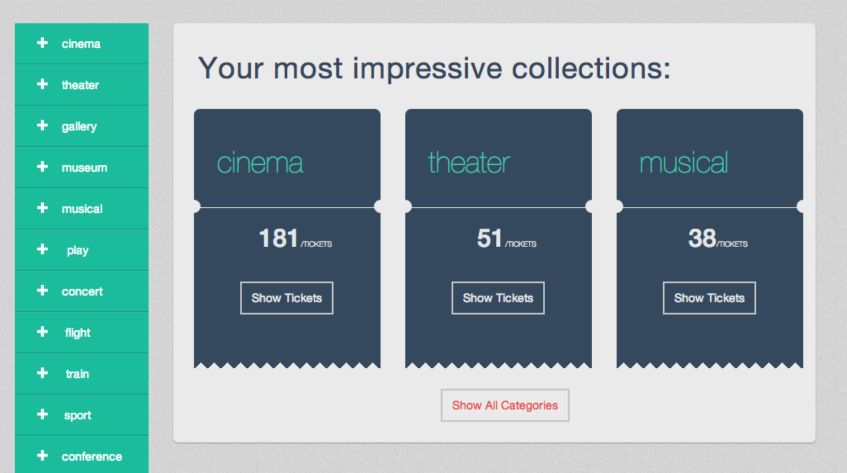 cinema
theater
gallery
museum
musical
play
concert
flight
train
sport
conference
Your most impressive collections:
cinema
181 /TICKETS
Show Tickets
theater
51 /TICKETS
Show Tickets
musical
38/TICKETS
Show Tickets
Show All Categories